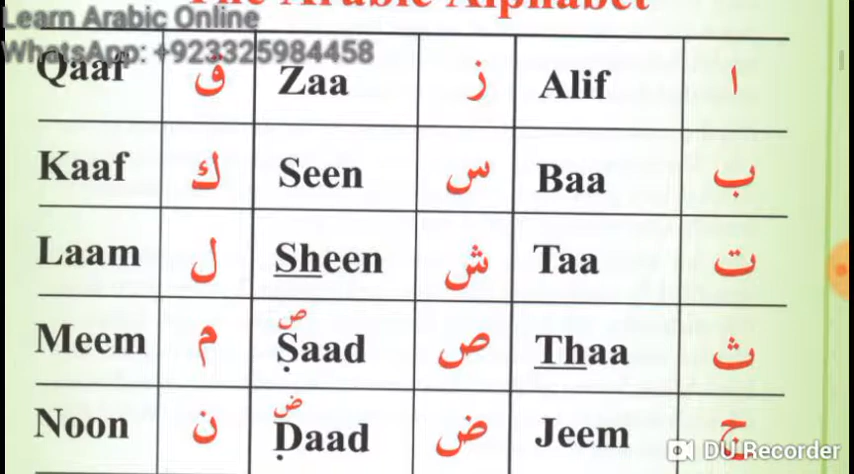 The Arabic Alphabet
Learn Arabic Online
WhatsApp: +923325984458
Qaaf ق Zaa ز Alif ا
Kaaf ك Seen س Baa ب
Laam ل Sheen ش Taa ت
Meem م Ṣaad ص ص Thaa ث
Noon ن Ḍaad ض ض Jeem ج
DU Recorder